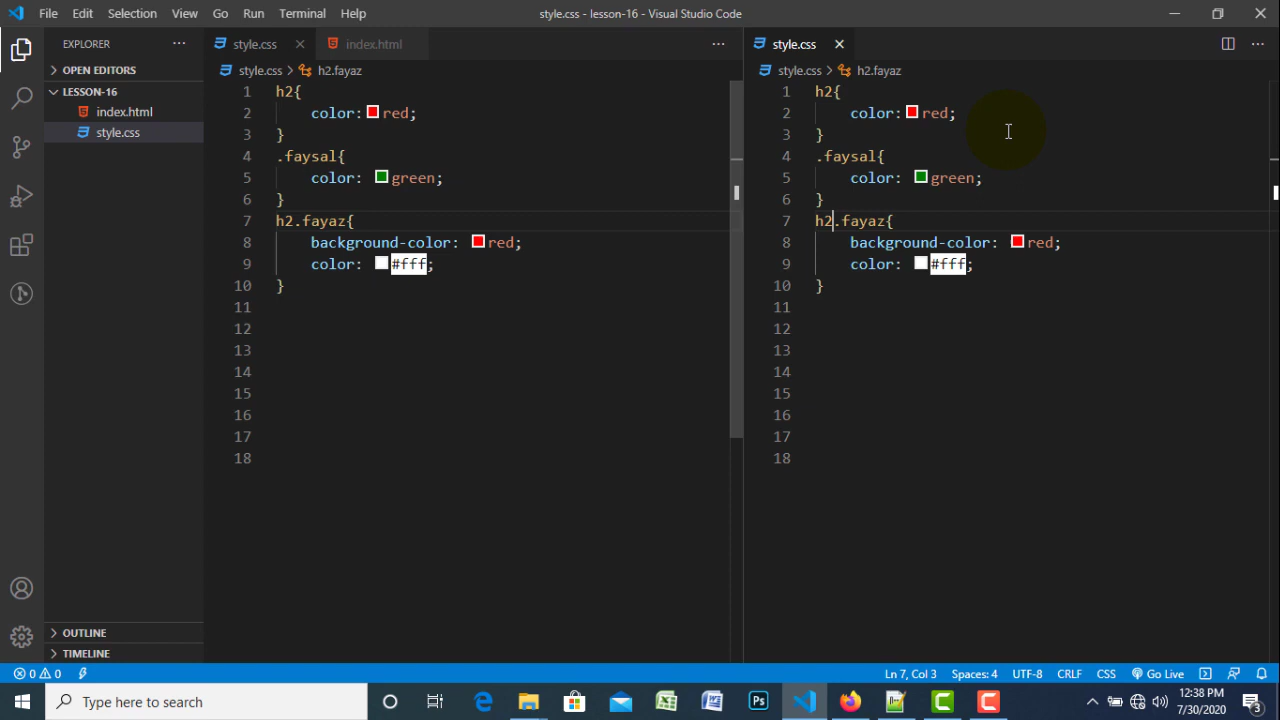 File Edit Selection View Go Run Terminal Help
style.css - lesson-16 - Visual Studio Code
EXPLORER
OPEN EDITORS
LESSON-16
index.html
style.css
style.css
index.html
style.css > h2.fayaz
1 h2{
2 color: red;
3 }
4 .faysal{
5 color: green;
6 }
7 h2.fayaz{
8 background-color: red;
9 color: #fff;
10 }
11
12
13
14
15
16
17
18
style.css
style.css > h2.fayaz
1 h2{
2 color: red;
3 }
4 .faysal{
5 color: green;
6 }
7 h2.fayaz{
8 background-color: red;
9 color: #fff;
10 }
11
12
13
14
15
16
17
18
OUTLINE
TIMELINE
0 0
Ln 7, Col 3 Spaces: 4 UTF-8 CRLF CSS Go Live
Type here to search
Ps
12:38 PM
7/30/2020
3